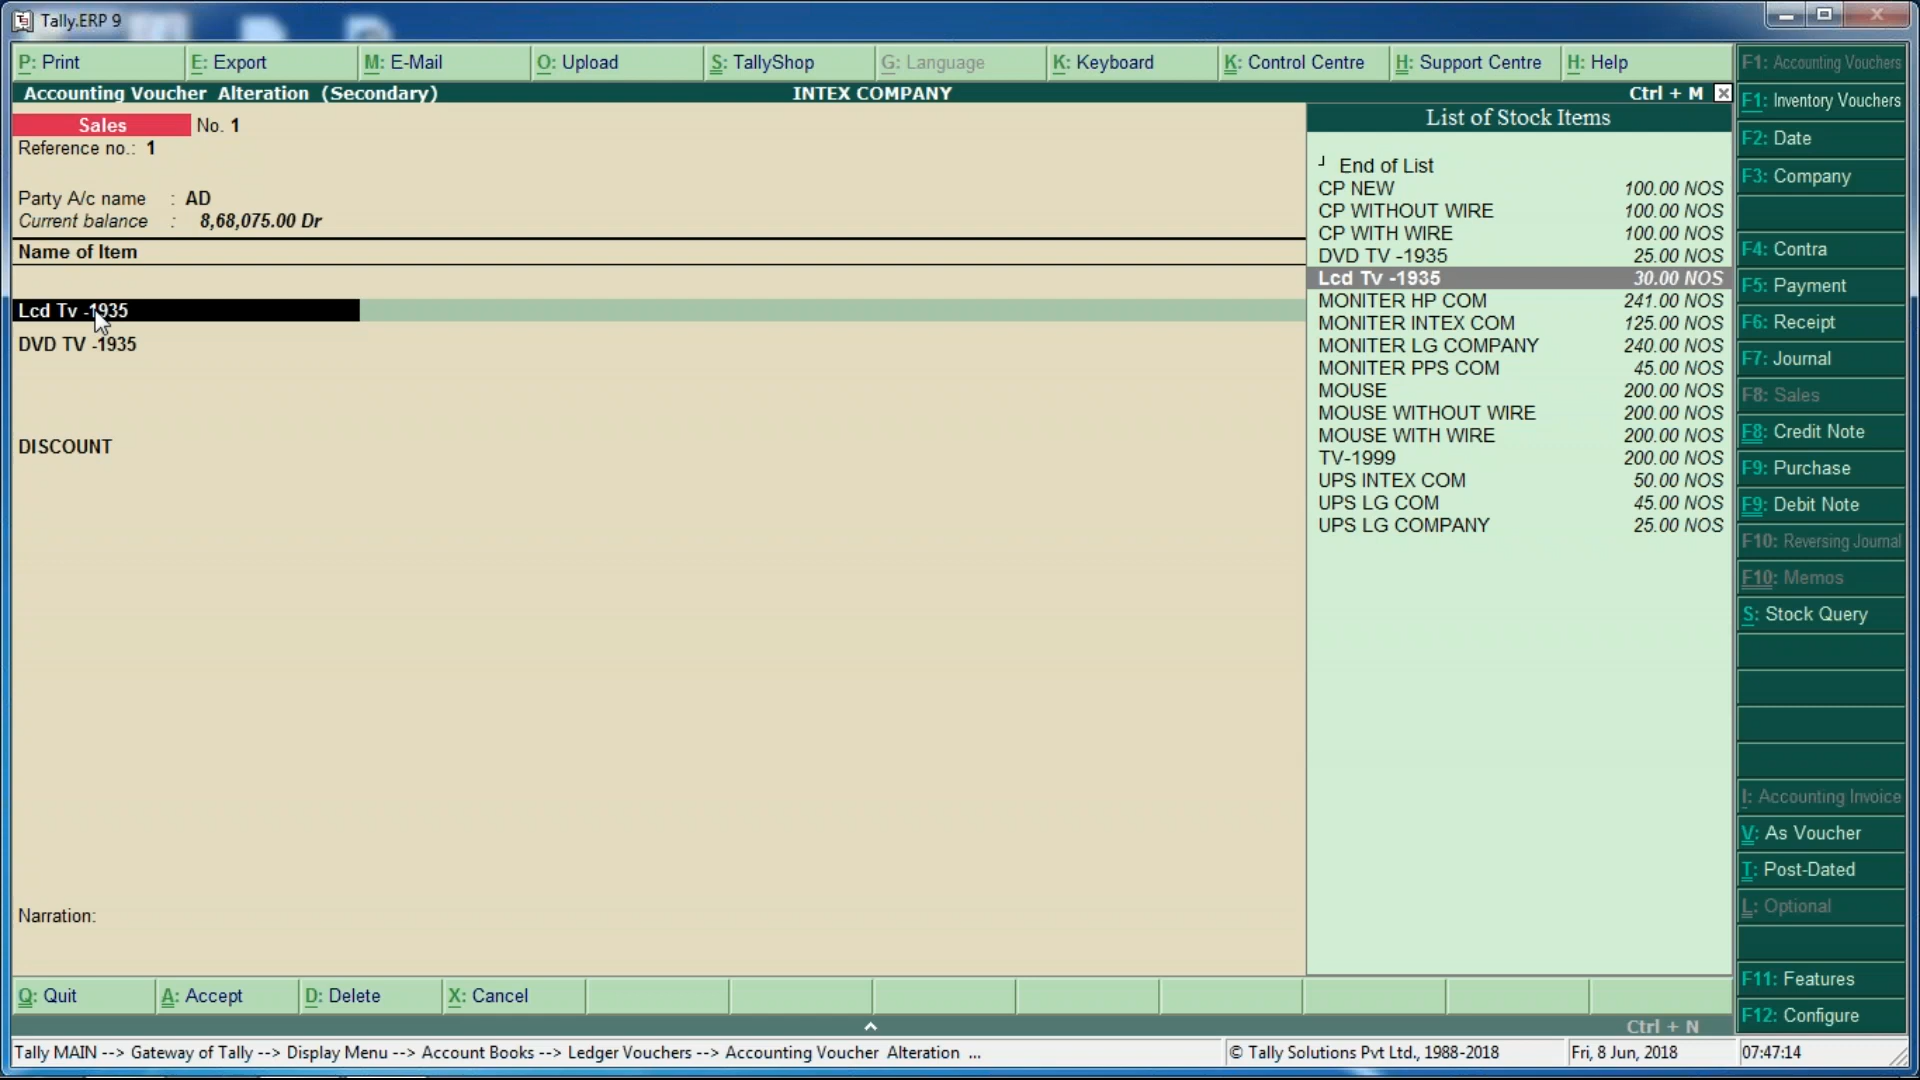 Tally.ERP 9
P: Print E: Export M: E-Mail O: Upload S: TallyShop G: Language K: Keyboard K: Control Centre H: Support Centre H: Help
Accounting Voucher Alteration (Secondary) INTEX COMPANY Ctrl + M
Sales No. 1
Reference no.: 1
Party A/c name : AD
Current balance : 8,68,075.00 Dr
Name of Item
Lcd Tv -1935
DVD TV -1935
DISCOUNT
Narration:
List of Stock Items
End of List
CP NEW 100.00 NOS
CP WITHOUT WIRE 100.00 NOS
CP WITH WIRE 100.00 NOS
DVD TV -1935 25.00 NOS
Lcd Tv -1935 30.00 NOS
MONITER HP COM 241.00 NOS
MONITER INTEX COM 125.00 NOS
MONITER LG COMPANY 240.00 NOS
MONITER PPS COM 45.00 NOS
MOUSE 200.00 NOS
MOUSE WITHOUT WIRE 200.00 NOS
MOUSE WITH WIRE 200.00 NOS
TV-1999 200.00 NOS
UPS INTEX COM 50.00 NOS
UPS LG COM 45.00 NOS
UPS LG COMPANY 25.00 NOS
F1: Accounting Vouchers
F1: Inventory Vouchers
F2: Date
F3: Company
F4: Contra
F5: Payment
F6: Receipt
F7: Journal
F8: Sales
F8: Credit Note
F9: Purchase
F9: Debit Note
F10: Reversing Journal
F10: Memos
S: Stock Query
I: Accounting Invoice
V: As Voucher
T: Post-Dated
L: Optional
F11: Features
F12: Configure
Q: Quit A: Accept D: Delete X: Cancel
Ctrl + N
Tally MAIN --> Gateway of Tally --> Display Menu --> Account Books --> Ledger Vouchers --> Accounting Voucher Alteration ... © Tally Solutions Pvt Ltd., 1988-2018 Fri, 8 Jun, 2018 07:47:14